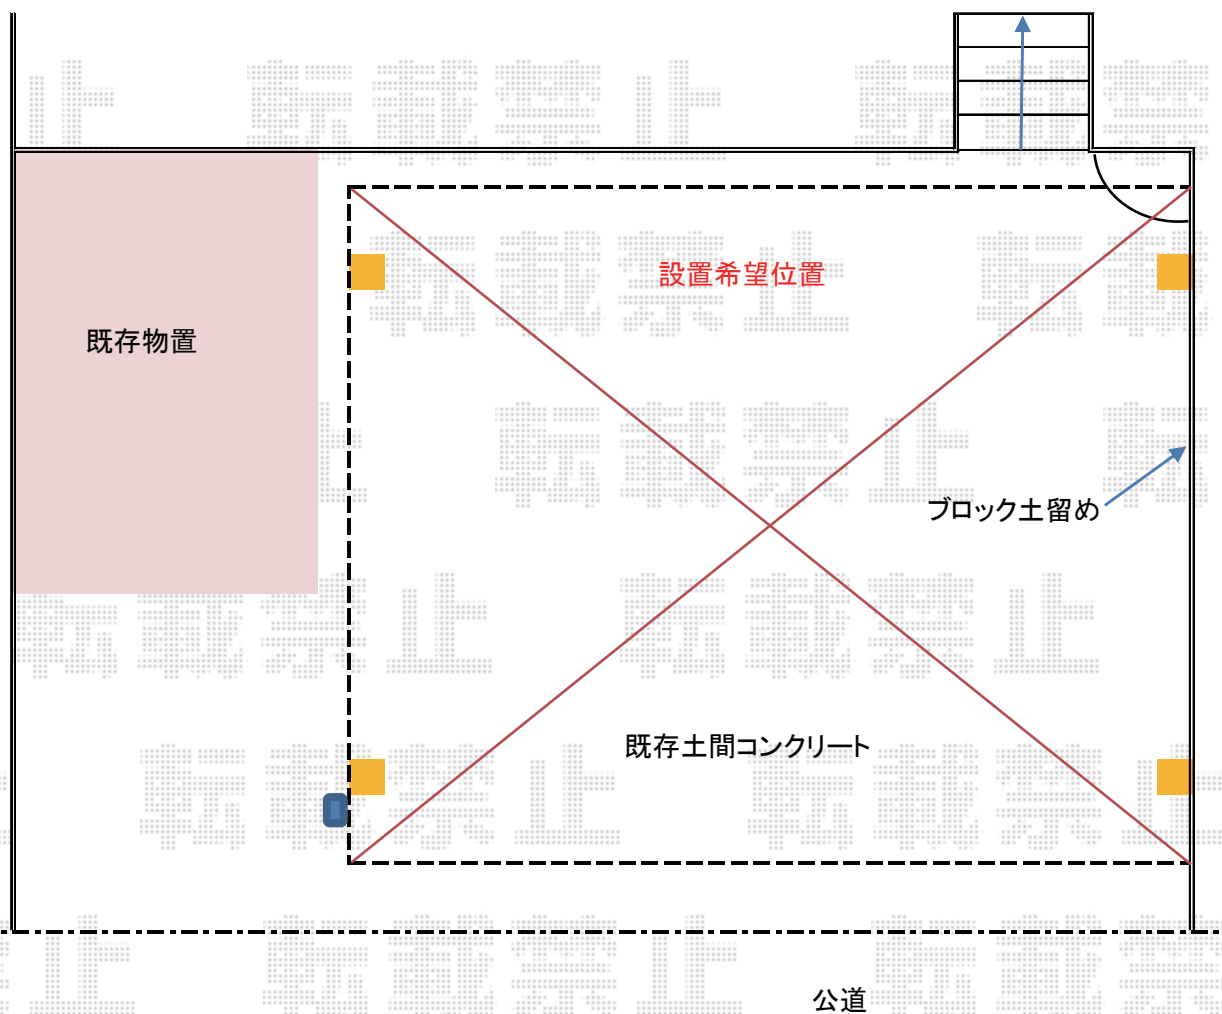 設置希望位置
既存物置
ブロック土留め
既存土間コンクリート
公道
転載禁止